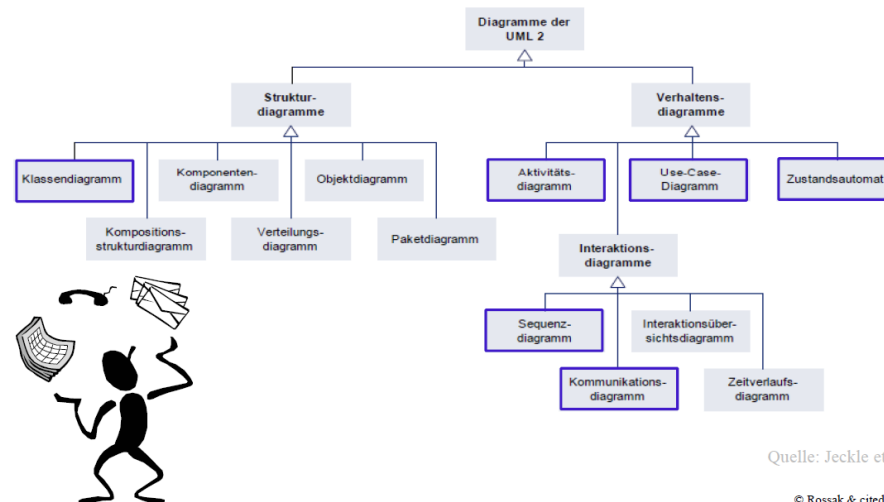 Diagramme der
UML 2
Struktur-
diagramme
Verhaltens-
diagramme
Klassendiagramm
Komponenten-
diagramm
Objektdiagramm
Aktivitäts-
diagramm
Use-Case-
Diagramm
Zustandsautomat
Kompositions-
strukturdiagramm
Verteilungs-
diagramm
Paketdiagramm
Interaktions-
diagramme
Sequenz-
diagramm
Interaktionsüber-
sichtsdiagramm
Kommunikations-
diagramm
Zeitverlaufs-
diagramm
Quelle: Jeckle et
© Rossak & cited